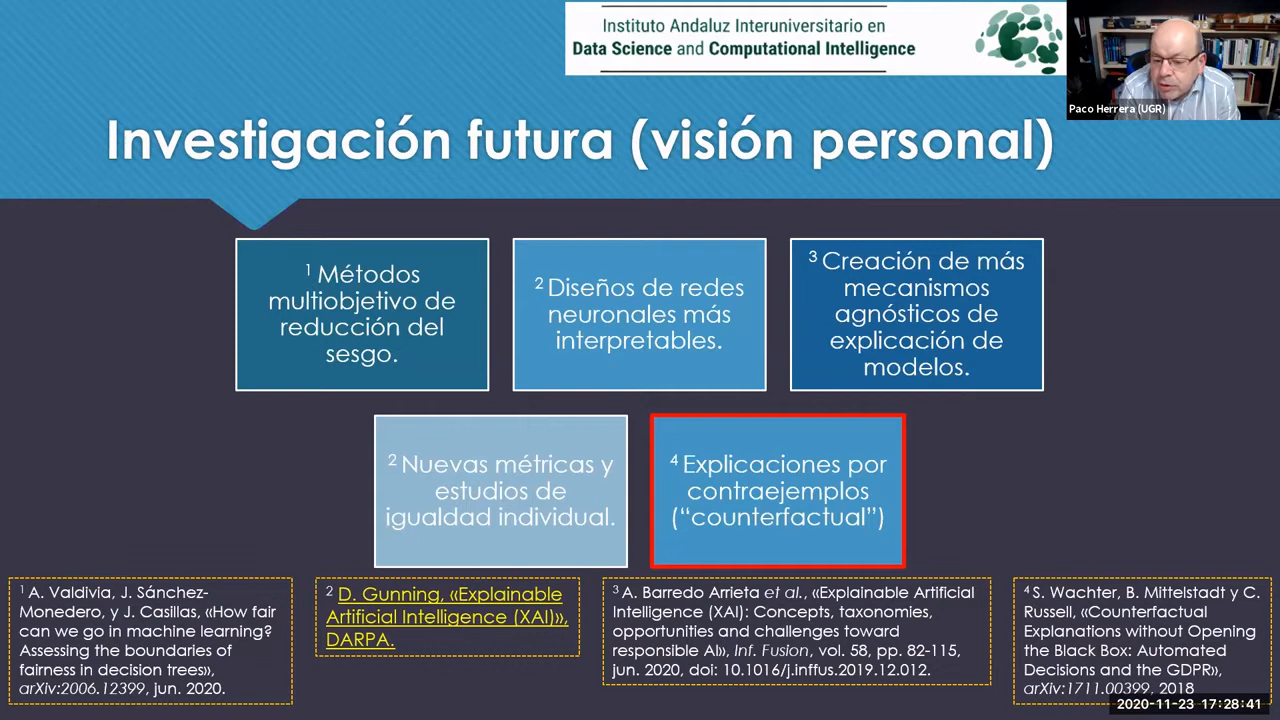 Instituto Andaluz Interuniversitario en
Data Science and Computational Intelligence
Paco Herrera (UGR)
Investigación futura (visión personal)
1 Métodos
multiobjetivo de
reducción del
sesgo.
2 Diseños de redes
neuronales más
interpretables.
3 Creación de más
mecanismos
agnósticos de
explicación de
modelos.
2 Nuevas métricas y
estudios de
igualdad individual.
4 Explicaciones por
contraejemplos
(“counterfactual”)
1 A. Valdivia, J. Sánchez-
Monedero, y J. Casillas, «How fair
can we go in machine learning?
Assessing the boundaries of
fairness in decision trees»,
arXiv:2006.12399, jun. 2020.
2 D. Gunning, «Explainable
Artificial Intelligence (XAI)»,
DARPA.
3 A. Barredo Arrieta et al., «Explainable Artificial
Intelligence (XAI): Concepts, taxonomies,
opportunities and challenges toward
responsible AI», Inf. Fusion, vol. 58, pp. 82-115,
jun. 2020, doi: 10.1016/j.inffus.2019.12.012.
4 S. Wachter, B. Mittelstadt y C.
Russell, «Counterfactual
Explanations without Opening
the Black Box: Automated
Decisions and the GDPR»,
arXiv:1711.00399, 2018
2020-11-23 17:28:41